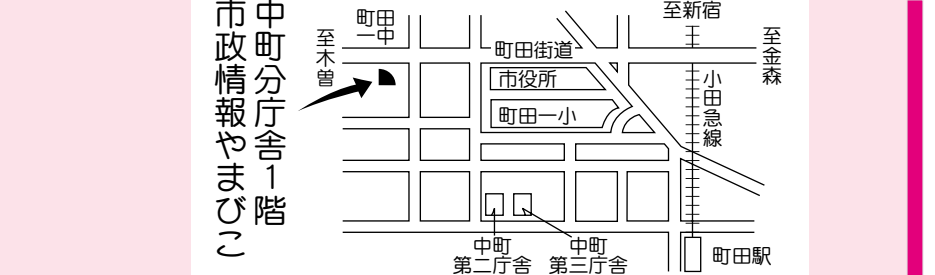 中町分庁舎1階
市政情報やまびこ
至新宿
町田
一中
至木曽
町田街道
至金森
市役所
小田急線
町田一小
中町
第二庁舎
中町
第三庁舎
町田駅